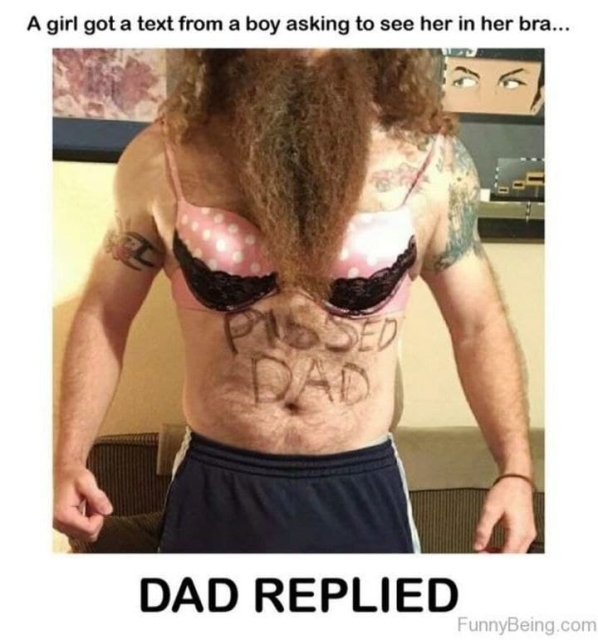 A girl got a text from a boy asking to see her in her bra...
PISSED
DAD
DAD REPLIED
FunnyBeing.com